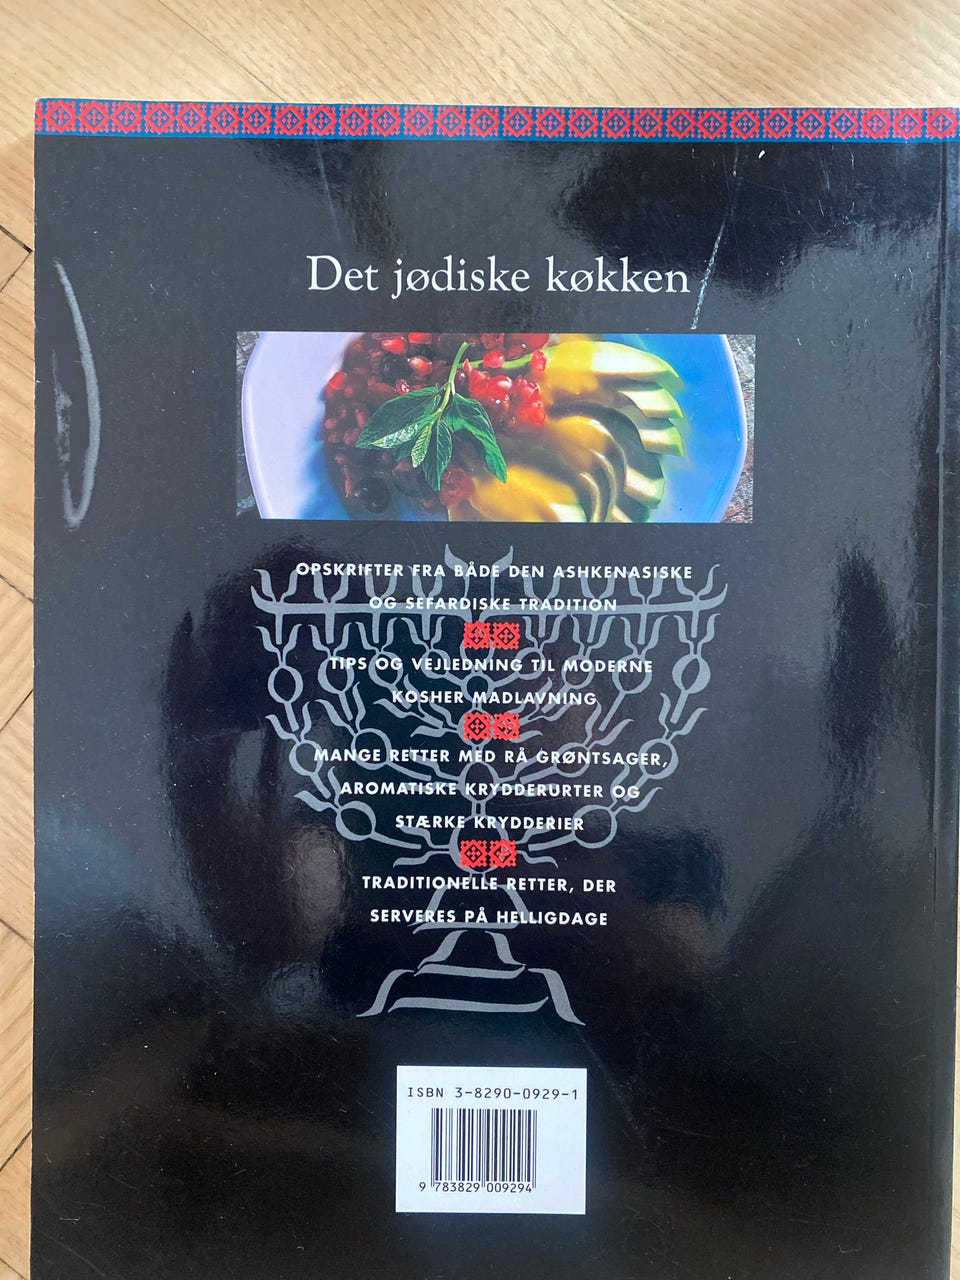 Det jødiske køkken
OPSKRIFTER FRA BÅDE DEN ASHKENASISKE
OG SEFARDISKE TRADITION
TIPS OG VEJLEDNING TIL MODERNE
KOSHER MADLAVNING
MANGE RETTER MED RÅ GRØNTSAGER,
AROMATISKE KRYDDERURTER OG
STÆRKE KRYDDERIER
TRADITIONELLE RETTER, DER
SERVERES PÅ HELLIGDAGE
ISBN 3-8290-0929-1
9 783829 009294